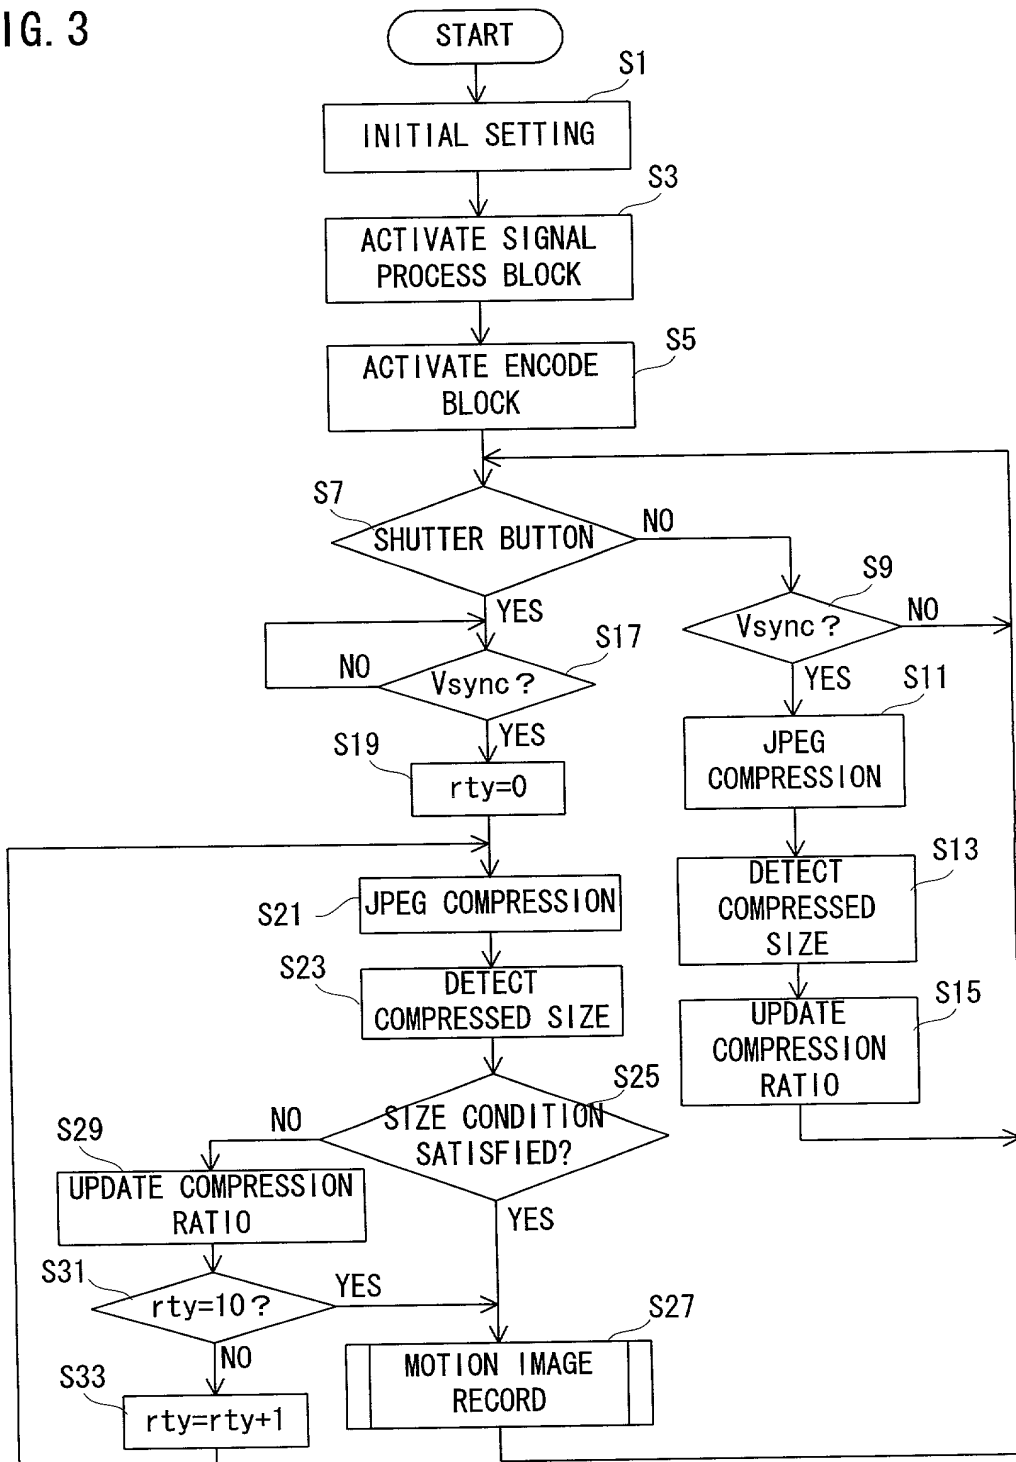 IG. 3
START
S1
INITIAL SETTING
S3
ACTIVATE SIGNAL
PROCESS BLOCK
S5
ACTIVATE ENCODE
BLOCK
S7
SHUTTER BUTTON
NO
YES
S9
Vsync?
NO
YES
S17
Vsync?
NO
YES
S11
JPEG
COMPRESSION
S19
rty=0
S13
DETECT
COMPRESSED
SIZE
S21
JPEG COMPRESSION
S23
DETECT
COMPRESSED SIZE
S15
UPDATE
COMPRESSION
RATIO
S25
SIZE CONDITION
SATISFIED?
NO
YES
S29
UPDATE COMPRESSION
RATIO
S31
rty=10?
YES
NO
S27
MOTION IMAGE
RECORD
S33
rty=rty+1